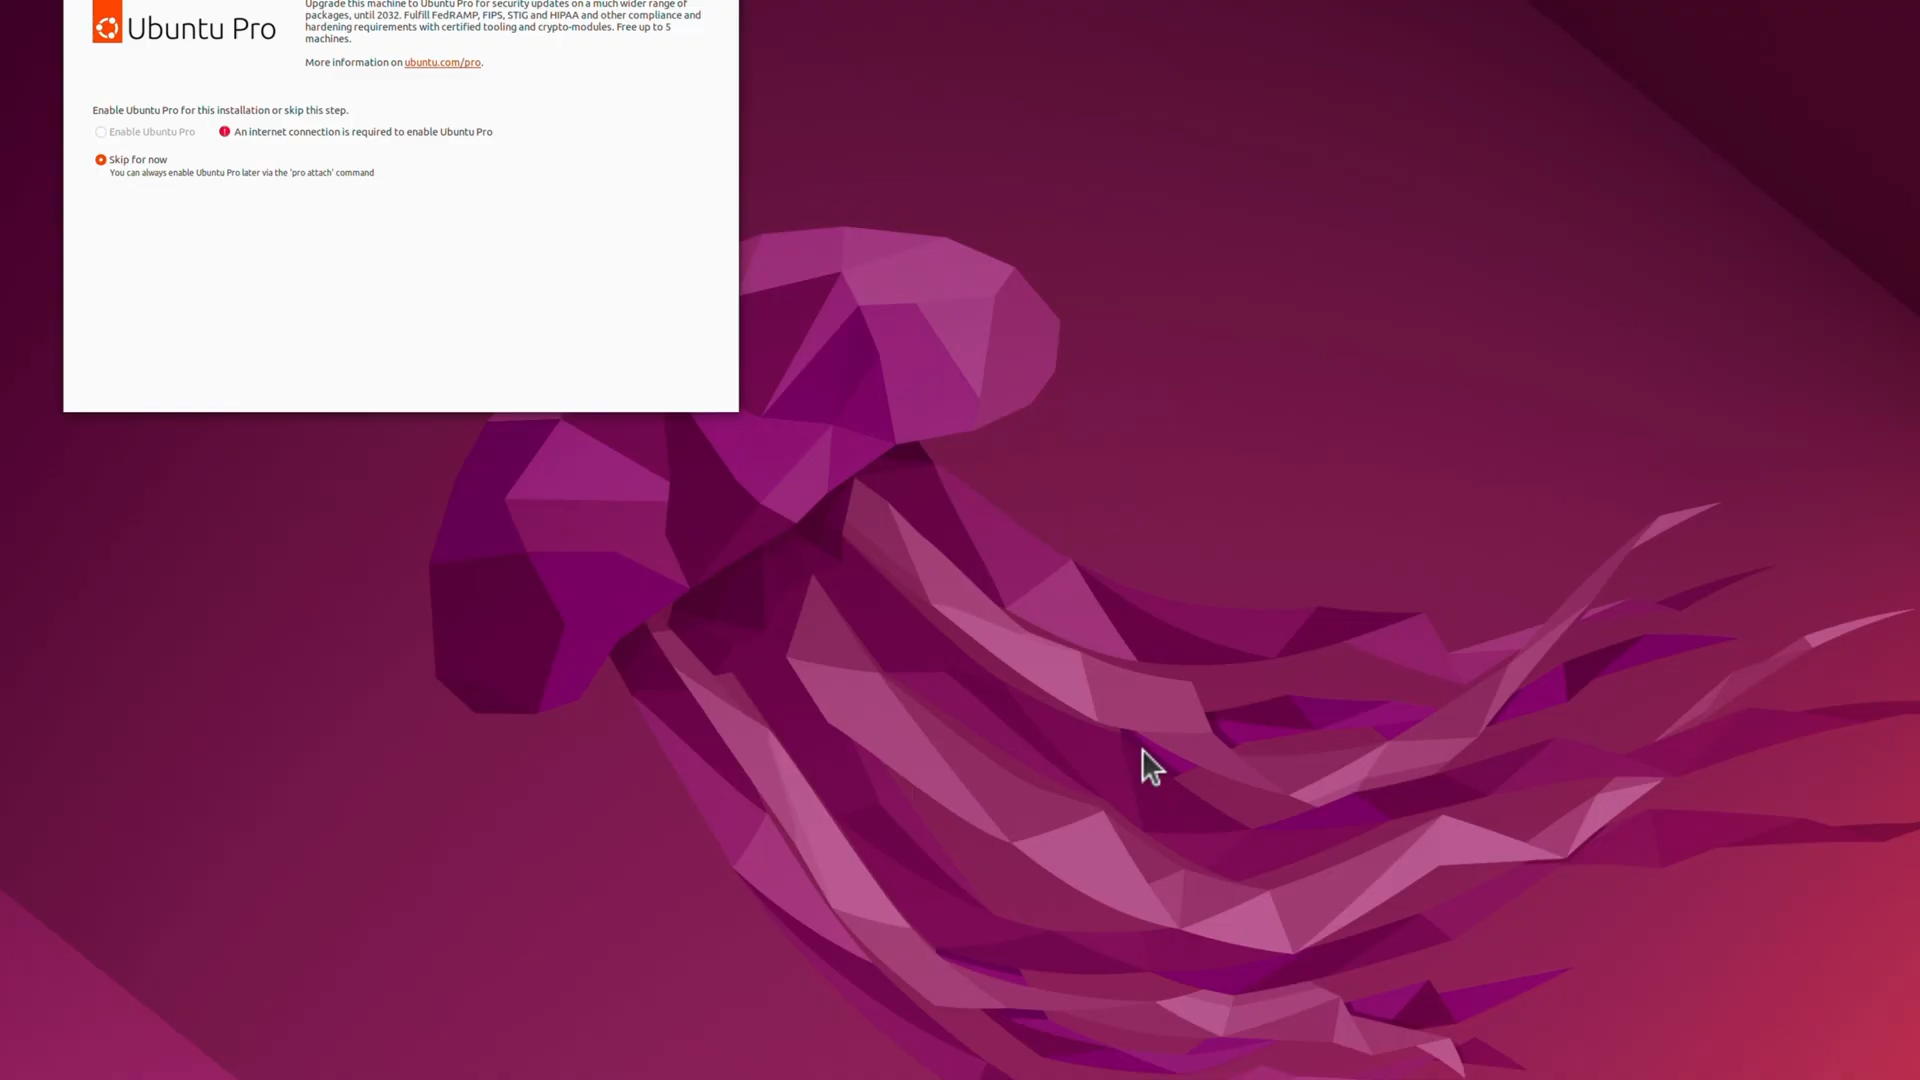 Upgrade this machine to Ubuntu Pro for security updates on a much wider range of
packages, until 2032. Fulfill FedRAMP, FIPS, STIG and HIPAA and other compliance and
Ubuntu Pro
hardening requirements with certified tooling and crypto-modules. Free up to 5
machines.
More information on ubuntu.com/pro.
Enable Ubuntu Pro for this installation or skip this step.
Enable Ubuntu Pro
An internet connection is required to enable Ubuntu Pro
Skip for now
You can always enable Ubuntu Pro later via the 'pro attach' command